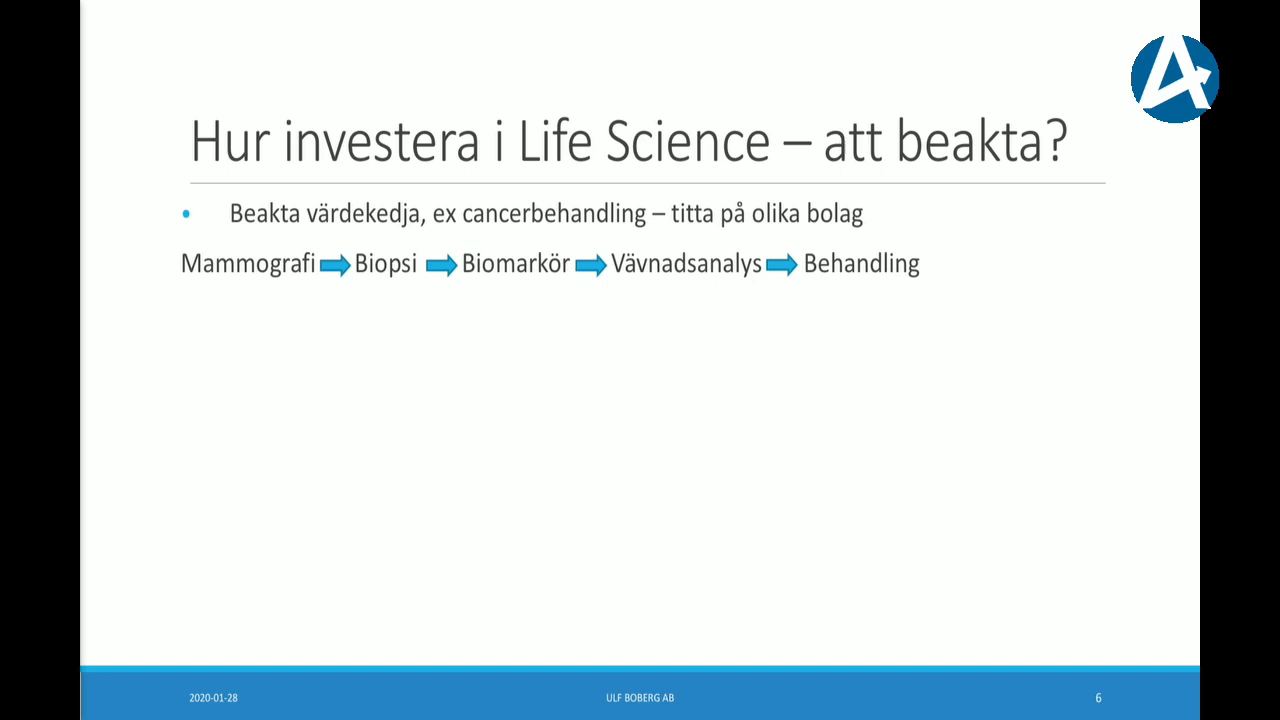 Hur investera i Life Science – att beakta?
• Beakta värdekedja, ex cancerbehandling – titta på olika bolag
Mammografi Biopsi Biomarkör Vävnadsanalys Behandling
2020-01-28 ULF BOBERG AB 6